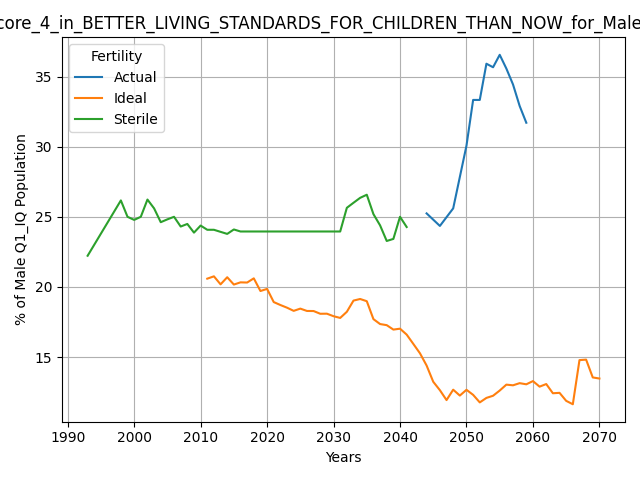 core_4_in_BETTER_LIVING_STANDARDS_FOR_CHILDREN_THAN_NOW_for_Male
Fertility
Actual
Ideal
Sterile
% of Male Q1_IQ Population
35
30
25
20
15
1990 2000 2010 2020 2030 2040 2050 2060 2070
Years